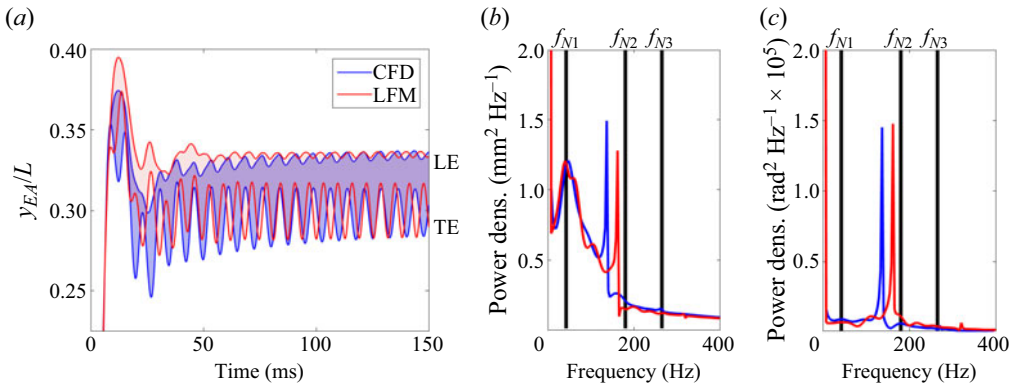 (a)
0.40
0.35
0.30
0.25
y_EA/L
CFD
LFM
LE
TE
0
50
100
150
Time (ms)
(b)
f_N1
f_N2
f_N3
2.0
1.5
1.0
0.5
Power dens. (mm² Hz⁻¹)
0
200
400
Frequency (Hz)
(c)
f_N1
f_N2
f_N3
2.0
1.5
1.0
0.5
Power dens. (rad² Hz⁻¹ × 10⁵)
0
200
400
Frequency (Hz)